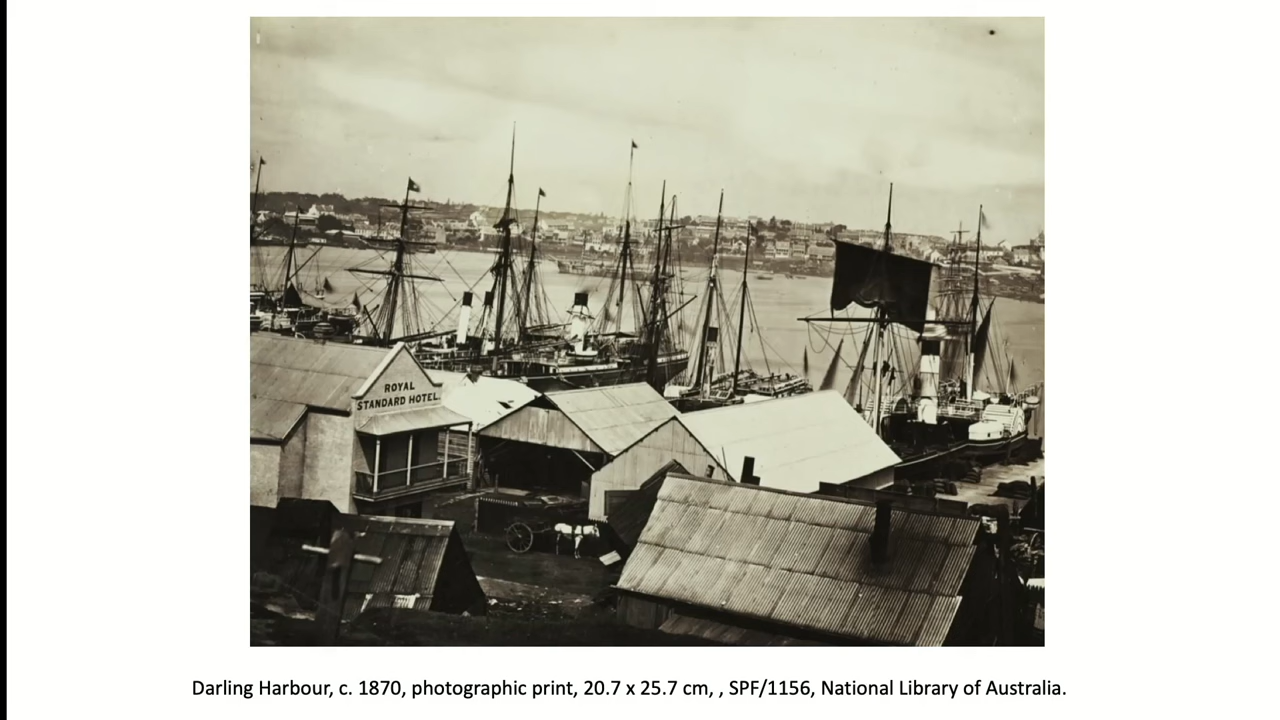 ROYAL
STANDARD HOTEL.
Darling Harbour, c. 1870, photographic print, 20.7 x 25.7 cm, , SPF/1156, National Library of Australia.